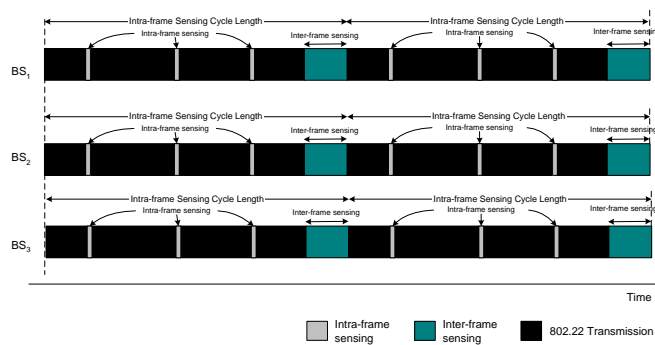 Intra-frame Sensing Cycle Length Intra-frame Sensing Cycle Length
Intra-frame sensing Inter-frame sensing Intra-frame sensing Inter-frame sensing
BS1
Intra-frame Sensing Cycle Length Intra-frame Sensing Cycle Length
Intra-frame sensing Inter-frame sensing Intra-frame sensing Inter-frame sensing
BS2
Intra-frame Sensing Cycle Length Intra-frame Sensing Cycle Length
Intra-frame sensing Inter-frame sensing Intra-frame sensing Inter-frame sensing
BS3
Time
Intra-frame
sensing
Inter-frame
sensing
802.22 Transmission